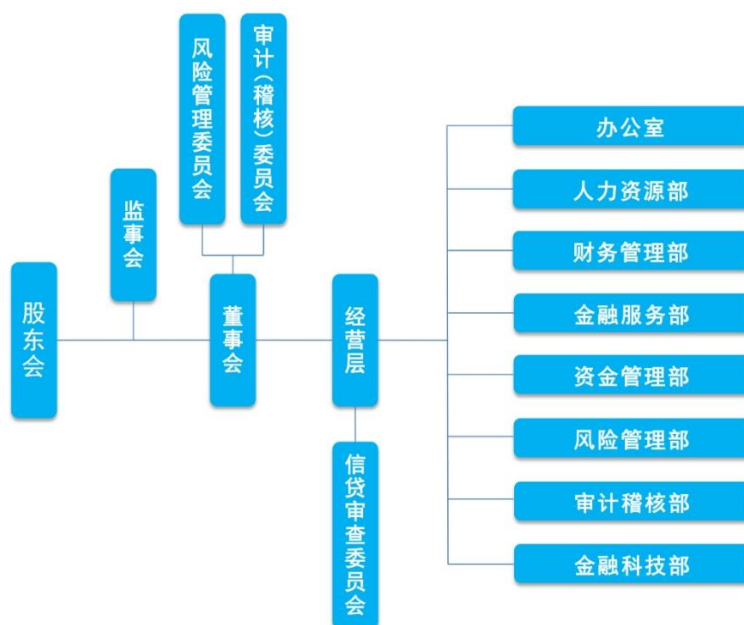 股东会
监事会
风险管理委员会
审计（稽核）委员会
董事会
经营层
信贷审查委员会
办公室
人力资源部
财务管理部
金融服务部
资金管理部
风险管理部
审计稽核部
金融科技部